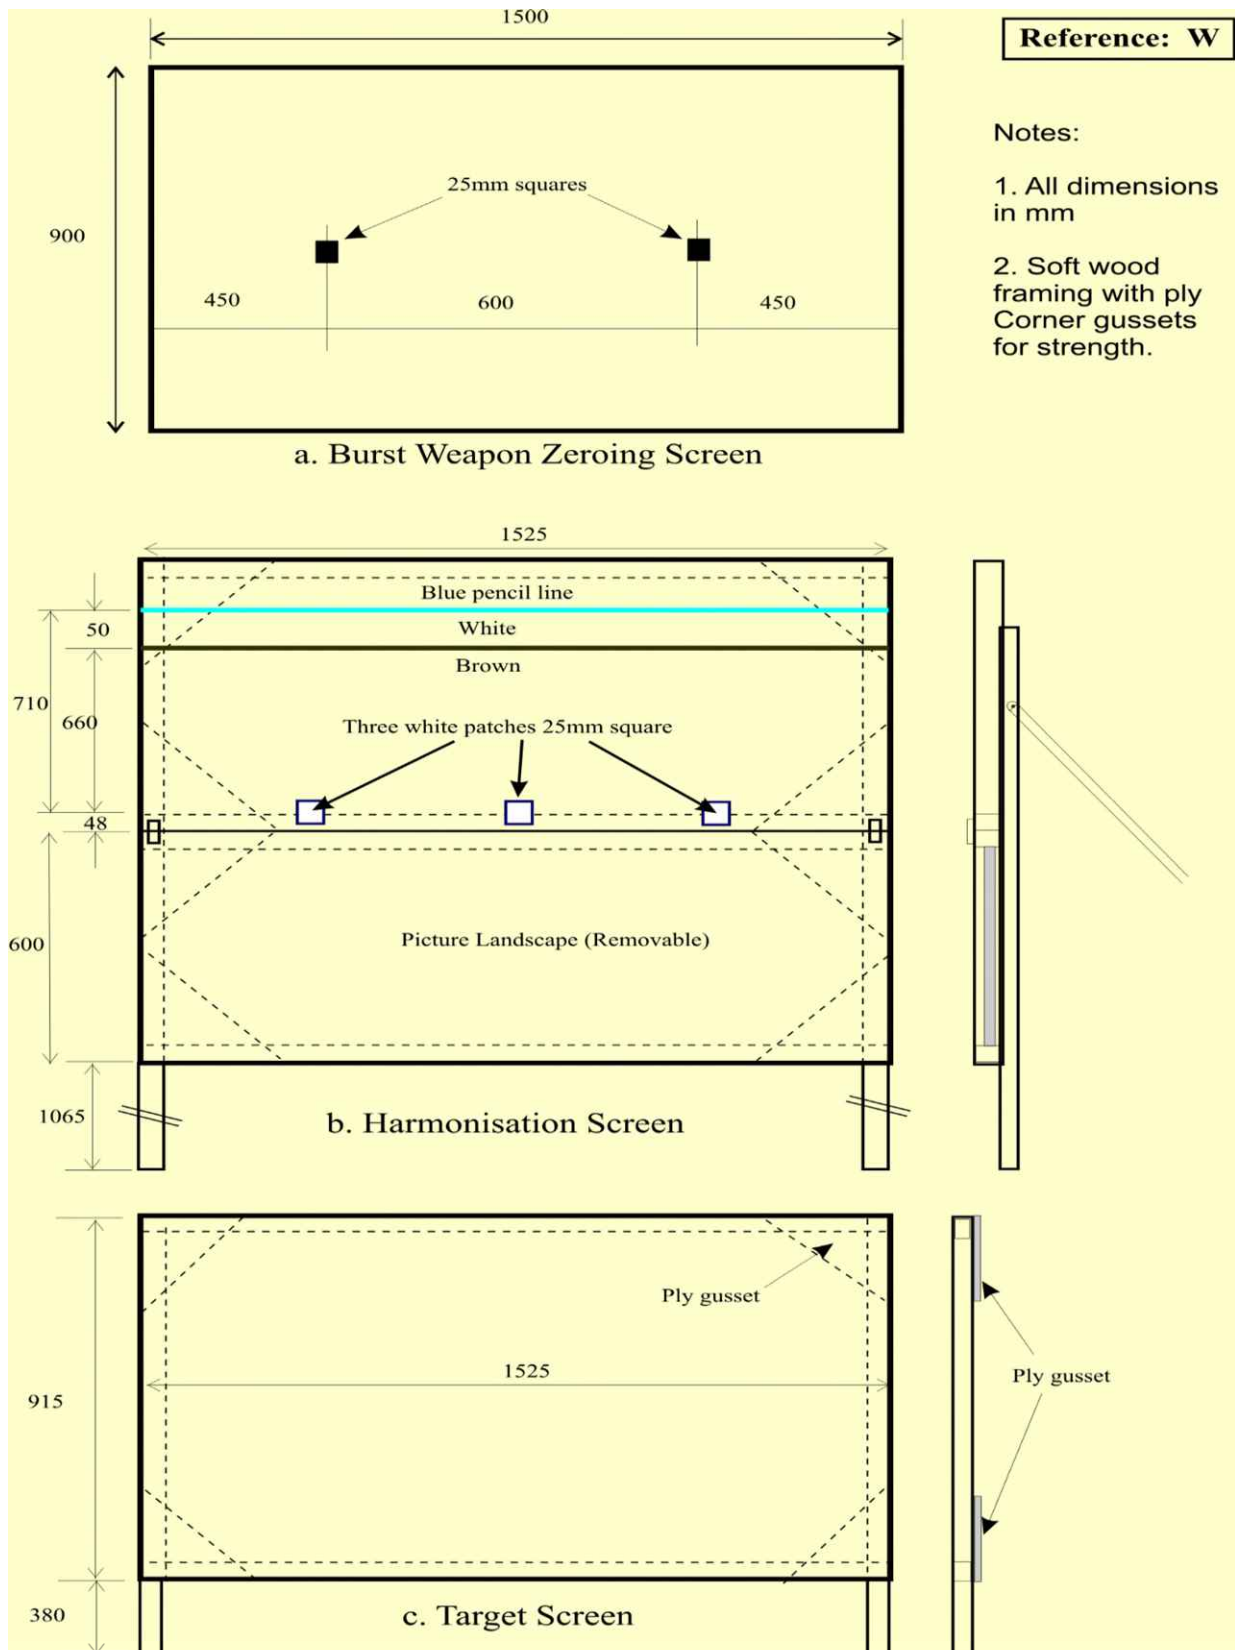 1500
Reference: W
Notes:
1. All dimensions
in mm
2. Soft wood
framing with ply
Corner gussets
for strength.
25mm squares
900
450
600
450
a. Burst Weapon Zeroing Screen
1525
Blue pencil line
50
White
Brown
710
660
Three white patches 25mm square
48
600
Picture Landscape (Removable)
1065
b. Harmonisation Screen
Ply gusset
1525
915
Ply gusset
380
c. Target Screen